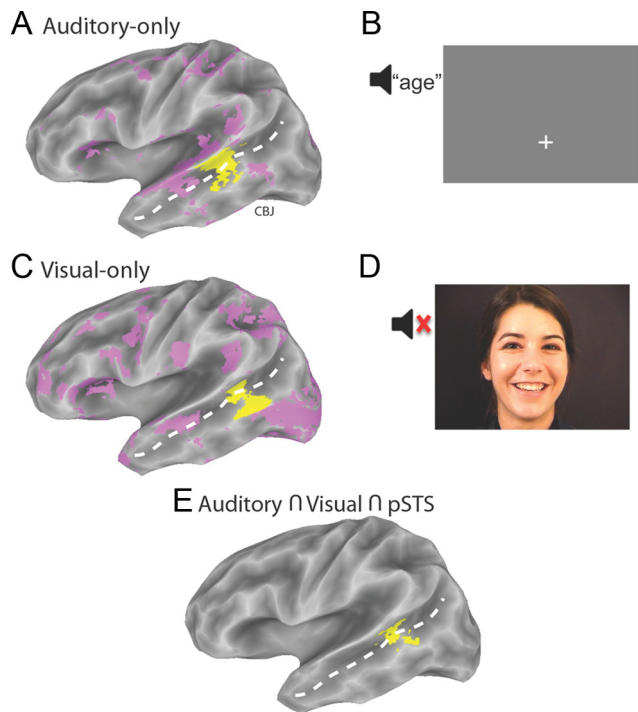 A Auditory-only
B
"age"
CBJ
C Visual-only
D
E Auditory ∩ Visual ∩ pSTS